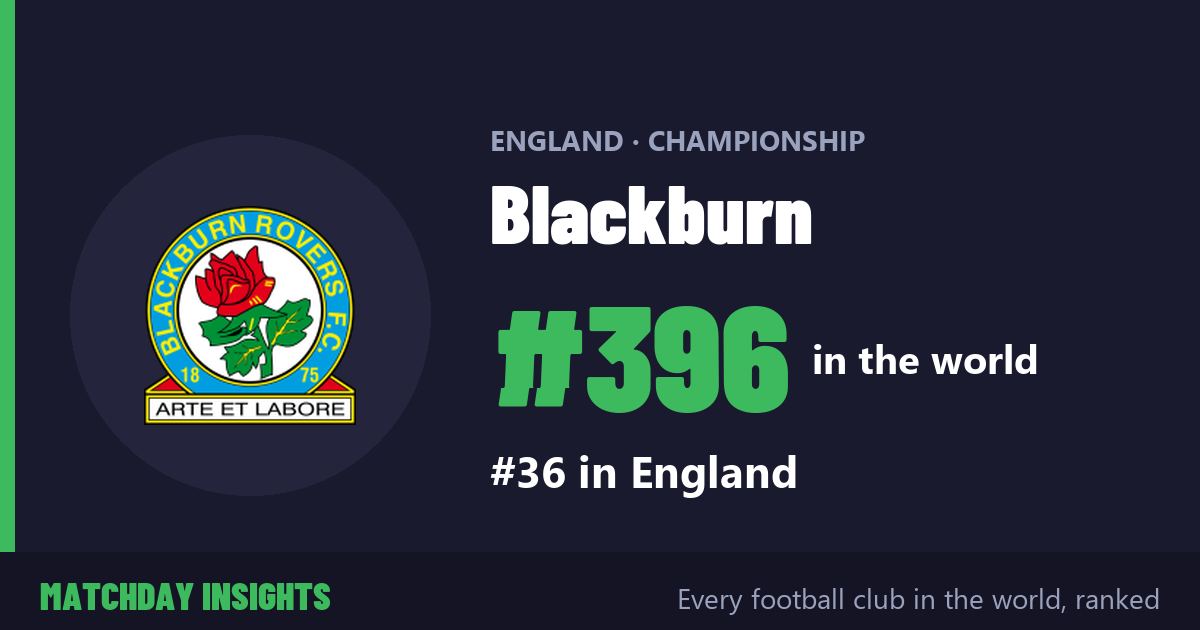 ENGLAND · CHAMPIONSHIP
Blackburn
BLACKBURN ROVERS F.C.
18 75
ARTE ET LABORE
#396 in the world
#36 in England
MATCHDAY INSIGHTS
Every football club in the world, ranked